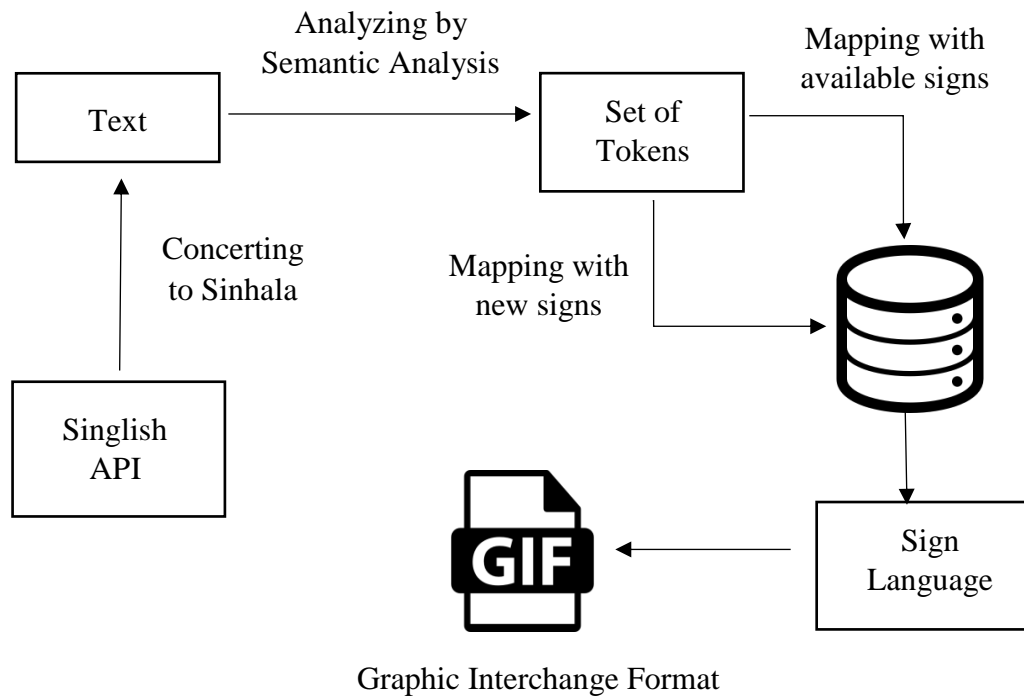 Analyzing by
Semantic Analysis
Mapping with
available signs
Text
Set of
Tokens
Concerting
to Sinhala
Mapping with
new signs
Singlish
API
GIF
Sign
Language
Graphic Interchange Format